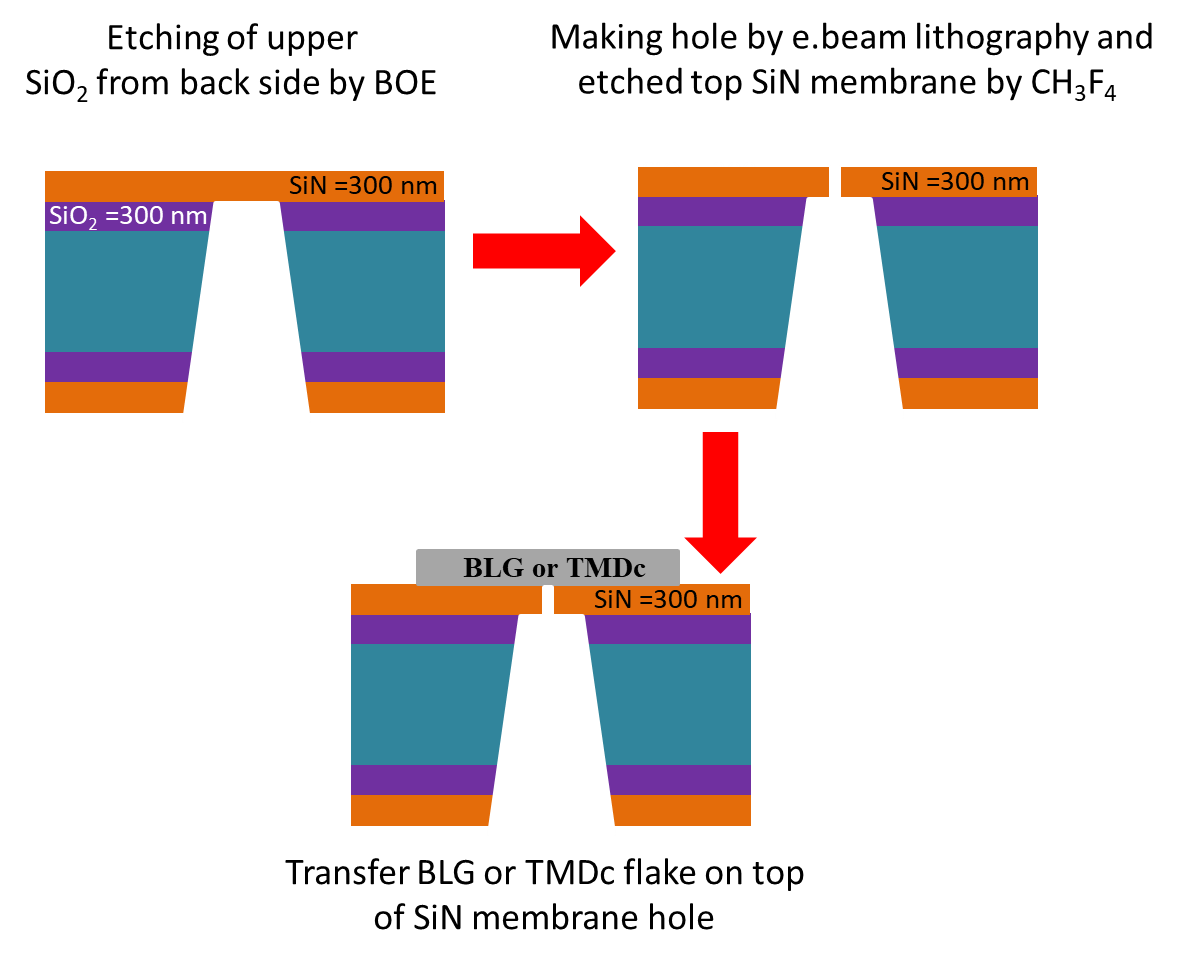 Etching of upper
SiO₂ from back side by BOE
Making hole by e.beam lithography and
etched top SiN membrane by CH₃F₄
SiN =300 nm
SiO₂ =300 nm
SiN =300 nm
BLG or TMDc
SiN =300 nm
Transfer BLG or TMDc flake on top
of SiN membrane hole